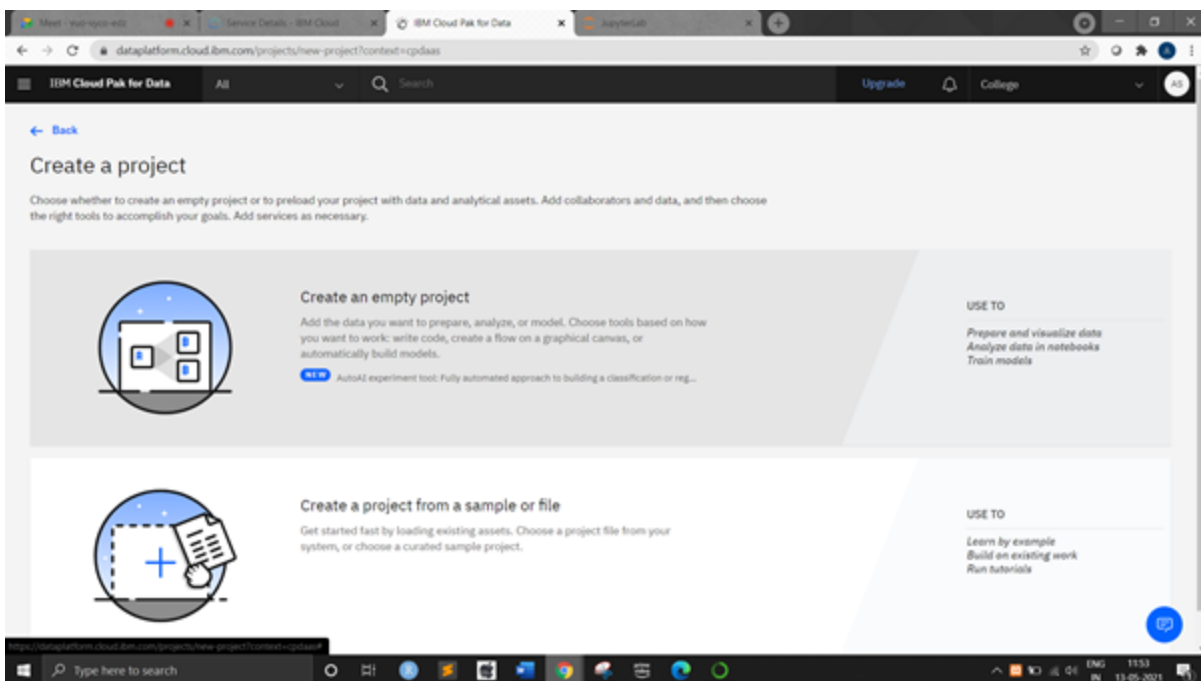 Service Details - IBM Cloud
IBM Cloud Pak for Data
JupyterLab
dataplatform.cloud.ibm.com/projects/new-project?context=cpdaas
IBM Cloud Pak for Data
All
Search
Upgrade
College
AS
Back
Create a project
Choose whether to create an empty project or to preload your project with data and analytical assets. Add collaborators and data, and then choose
the right tools to accomplish your goals. Add services as necessary.
Create an empty project
Add the data you want to prepare, analyze, or model. Choose tools based on how
you want to work: write code, create a flow on a graphical canvas, or
automatically build models.
NEW AutoAI experiment tool: Fully automated approach to building a classification or reg...
USE TO
Prepare and visualize data
Analyze data in notebooks
Train models
Create a project from a sample or file
Get started fast by loading existing assets. Choose a project file from your
system, or choose a curated sample project.
USE TO
Learn by example
Build on existing work
Run tutorials
https://dataplatform.cloud.ibm.com/projects/new-project?context=cpdaas#
Type here to search
ENG
IN
1153
13-05-2021